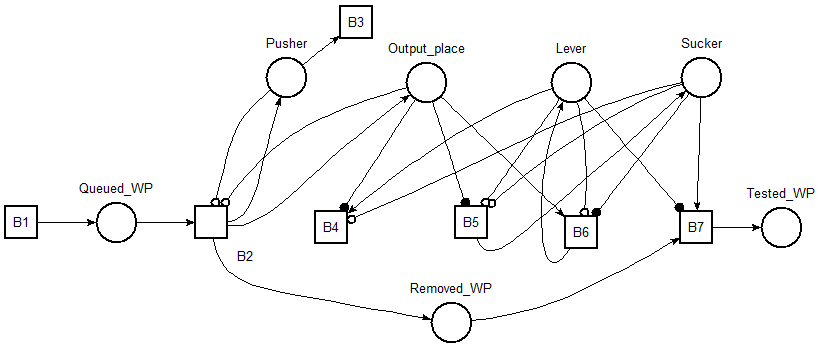 B3
Pusher
Output_place
Lever
Sucker
Queued_WP
Tested_WP
B1
B4
B5
B6
B7
B2
Removed_WP